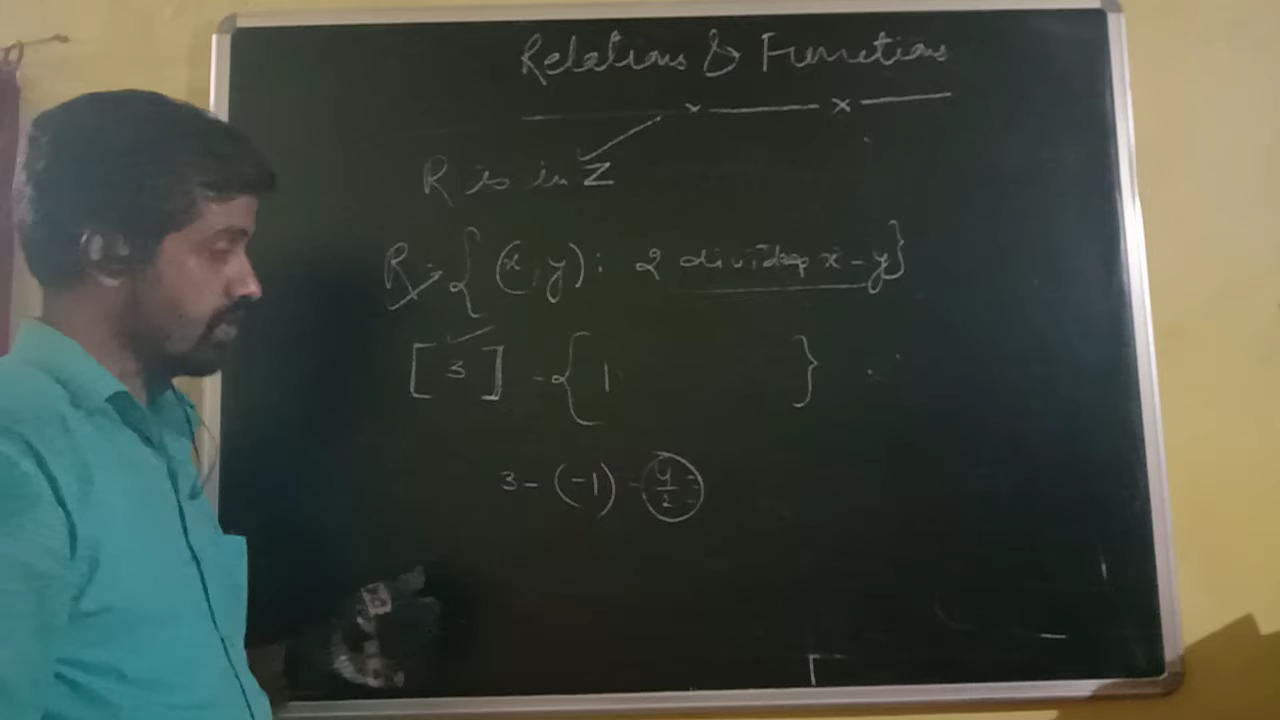 Relations & Functions
R is in Z
R = { (x, y) : 2 divides x - y }
[ 3 ] = { 1 }
3 - (-1) = 4/2 =